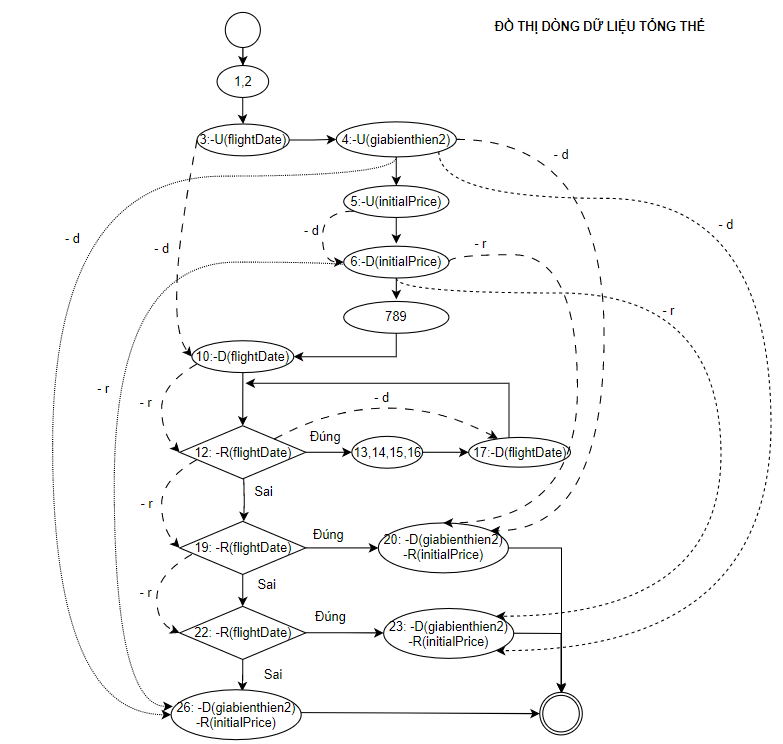 ĐỒ THỊ DÒNG DỮ LIỆU TỔNG THỂ
1,2
3:-U(flightDate)
4:-U(giabienthien2)
- d
5:-U(initialPrice)
- d
- d
- d
- d
- r
6:-D(initialPrice)
789
- r
10:-D(flightDate)
- r
- r
- d
Đúng
12: -R(flightDate)
13,14,15,16
17:-D(flightDate)
Sai
- r
Đúng
19: -R(flightDate)
20: -D(giabienthien2)
-R(initialPrice)
Sai
- r
Đúng
22: -R(flightDate)
23: -D(giabienthien2)
-R(initialPrice)
Sai
26: -D(giabienthien2)
-R(initialPrice)